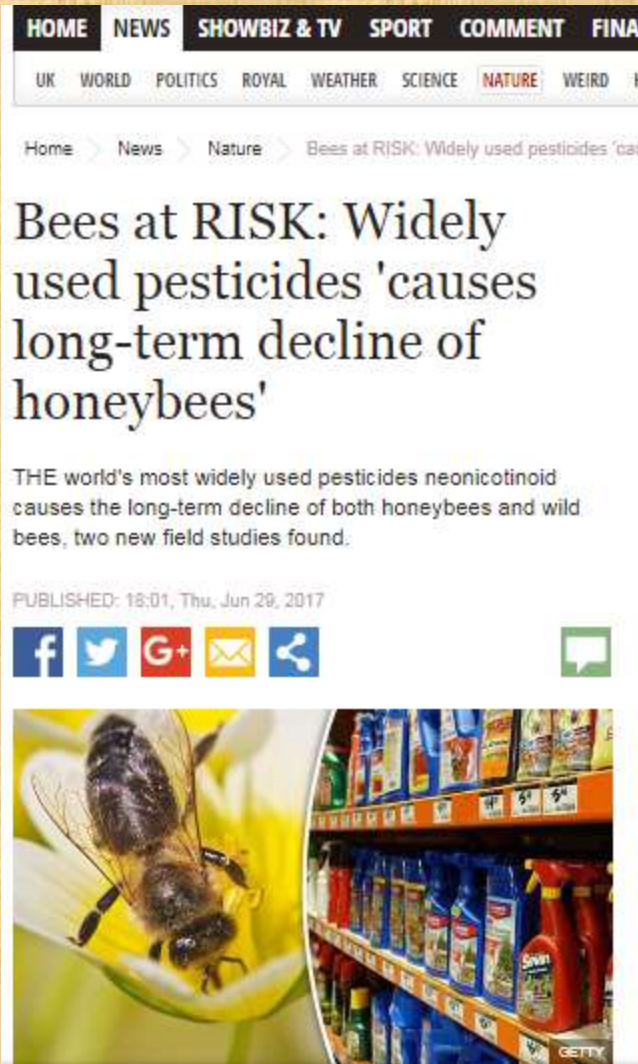 HOME NEWS SHOWBIZ & TV SPORT COMMENT FINA
UK WORLD POLITICS ROYAL WEATHER SCIENCE NATURE WEIRD
Home News Nature Bees at RISK: Widely used pesticides 'cau
Bees at RISK: Widely
used pesticides 'causes
long-term decline of
honeybees'
THE world's most widely used pesticides neonicotinoid
causes the long-term decline of both honeybees and wild
bees, two new field studies found.
PUBLISHED: 18:01, Thu, Jun 29, 2017
f G+
Sevin
GETTY